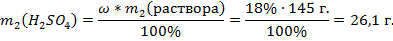 m₂(H₂SO₄) = ω * m₂(раствора) / 100% = 18% · 145 г. / 100% = 26,1 г.